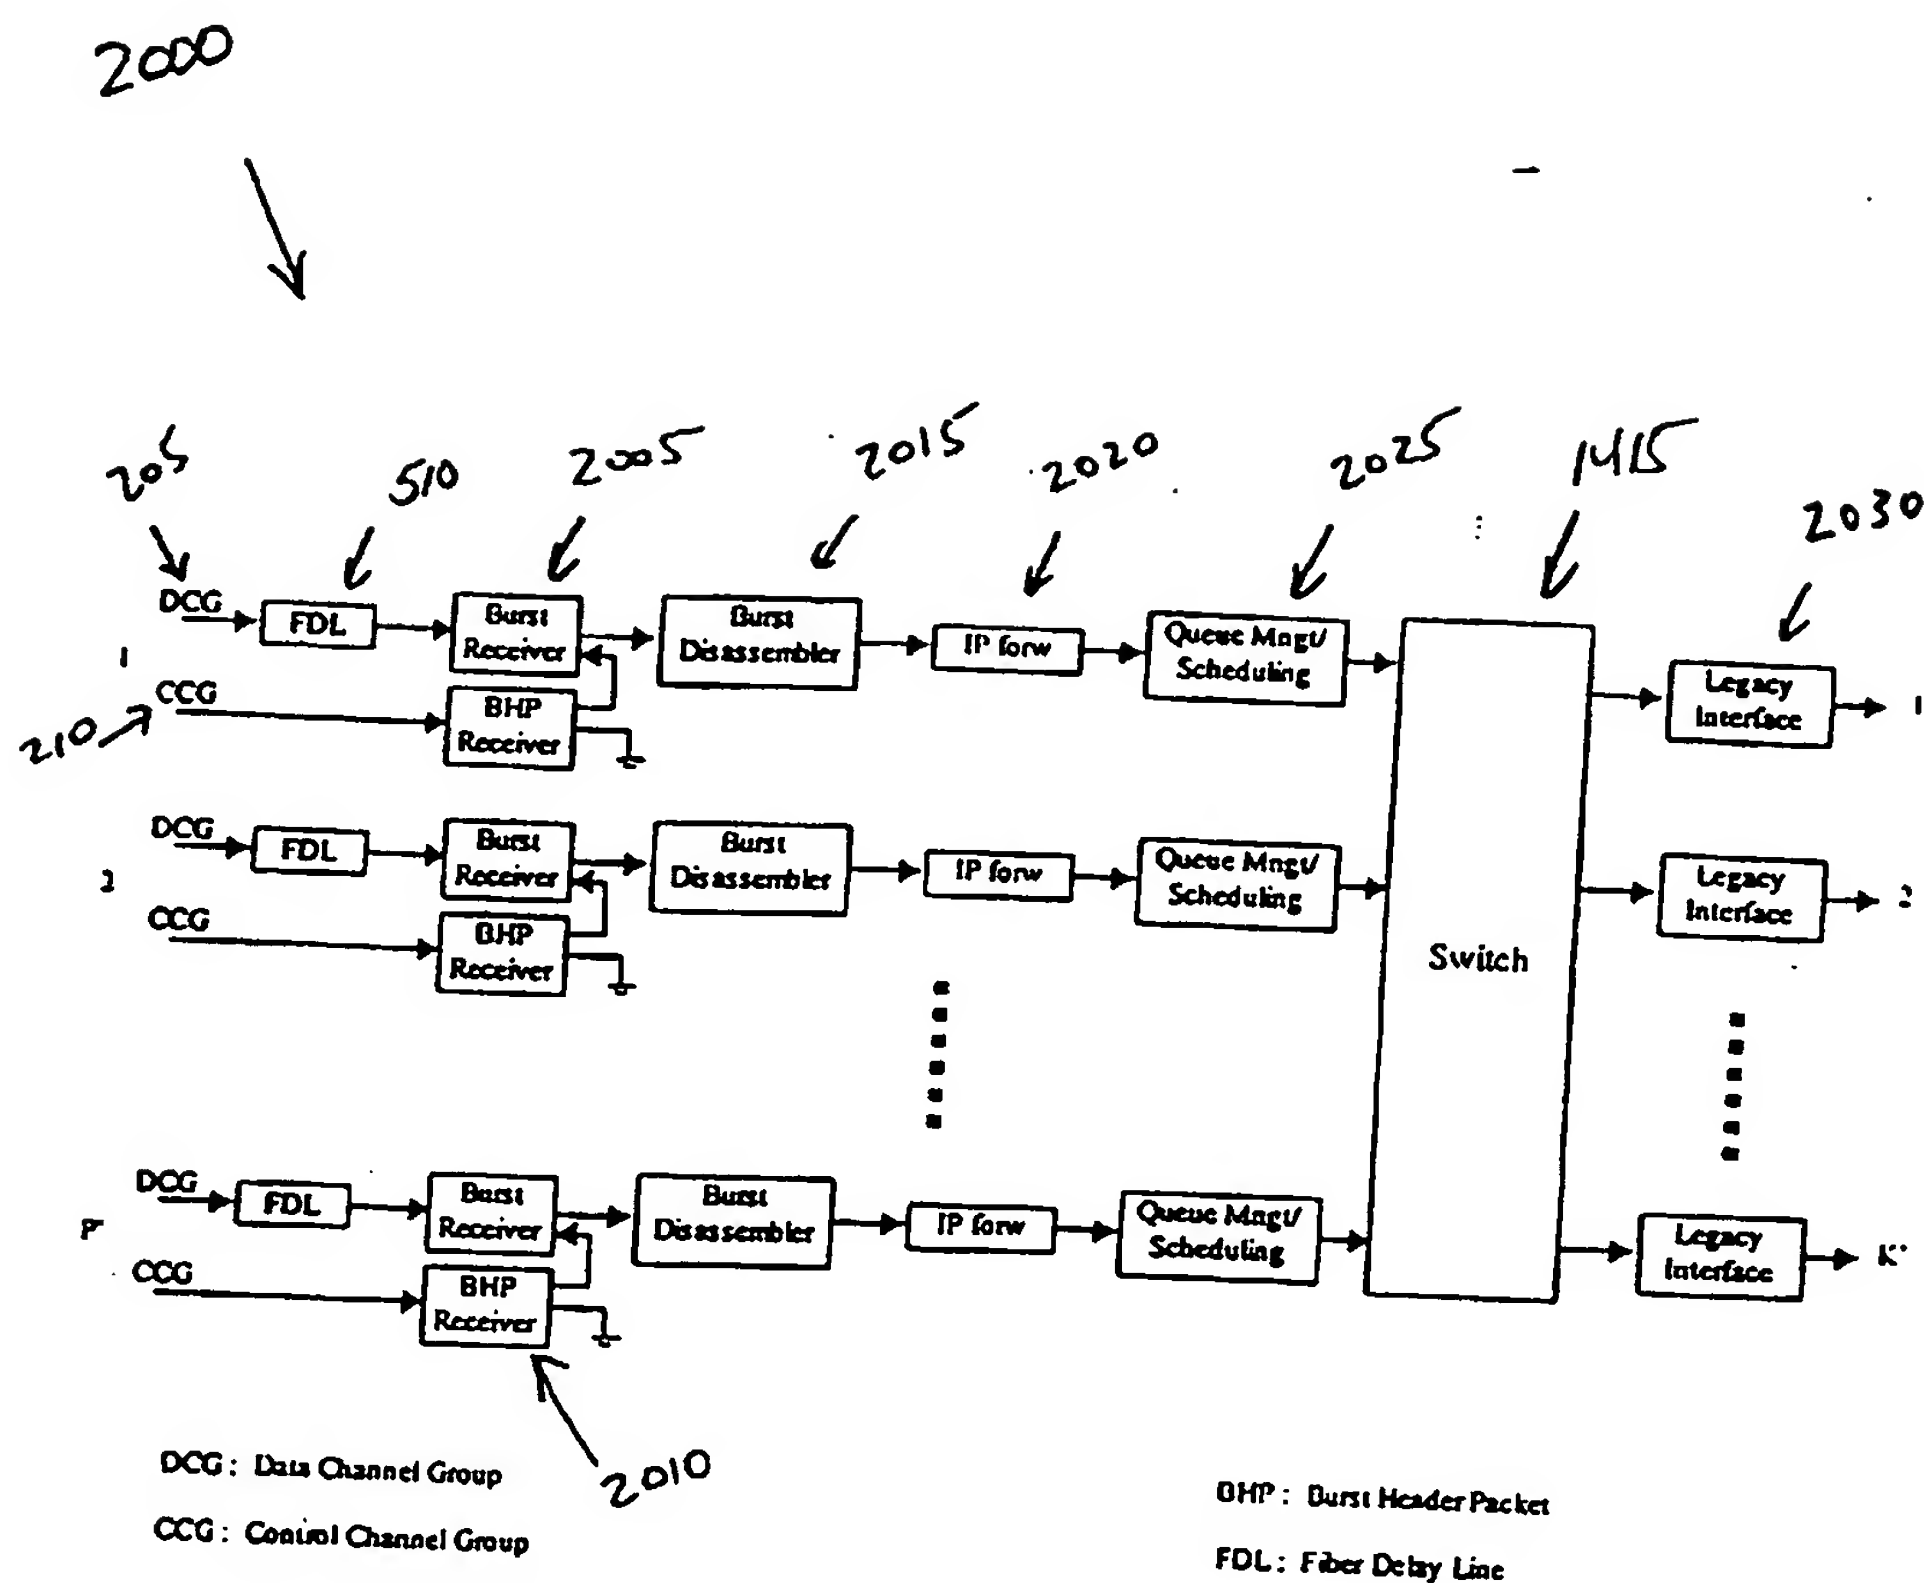 2000
205
510
2005
2015
2020
2025
1415
2030
DCG
FDL
Burst
Receiver
Burst
Disassembler
IP forw
Queue Mngt/
Scheduling
Legacy
Interface
1
1
CCG
BHP
Receiver
210
DCG
FDL
Burst
Receiver
Burst
Disassembler
IP forw
Queue Mngt/
Scheduling
Legacy
Interface
2
2
CCG
BHP
Receiver
Switch
DCG
FDL
Burst
Receiver
Burst
Disassembler
IP forw
Queue Mngt/
Scheduling
Legacy
Interface
CCG
BHP
Receiver
2010
DCG: Data Channel Group
CCG: Control Channel Group
BHP: Burst Header Packet
FDL: Fiber Delay Line